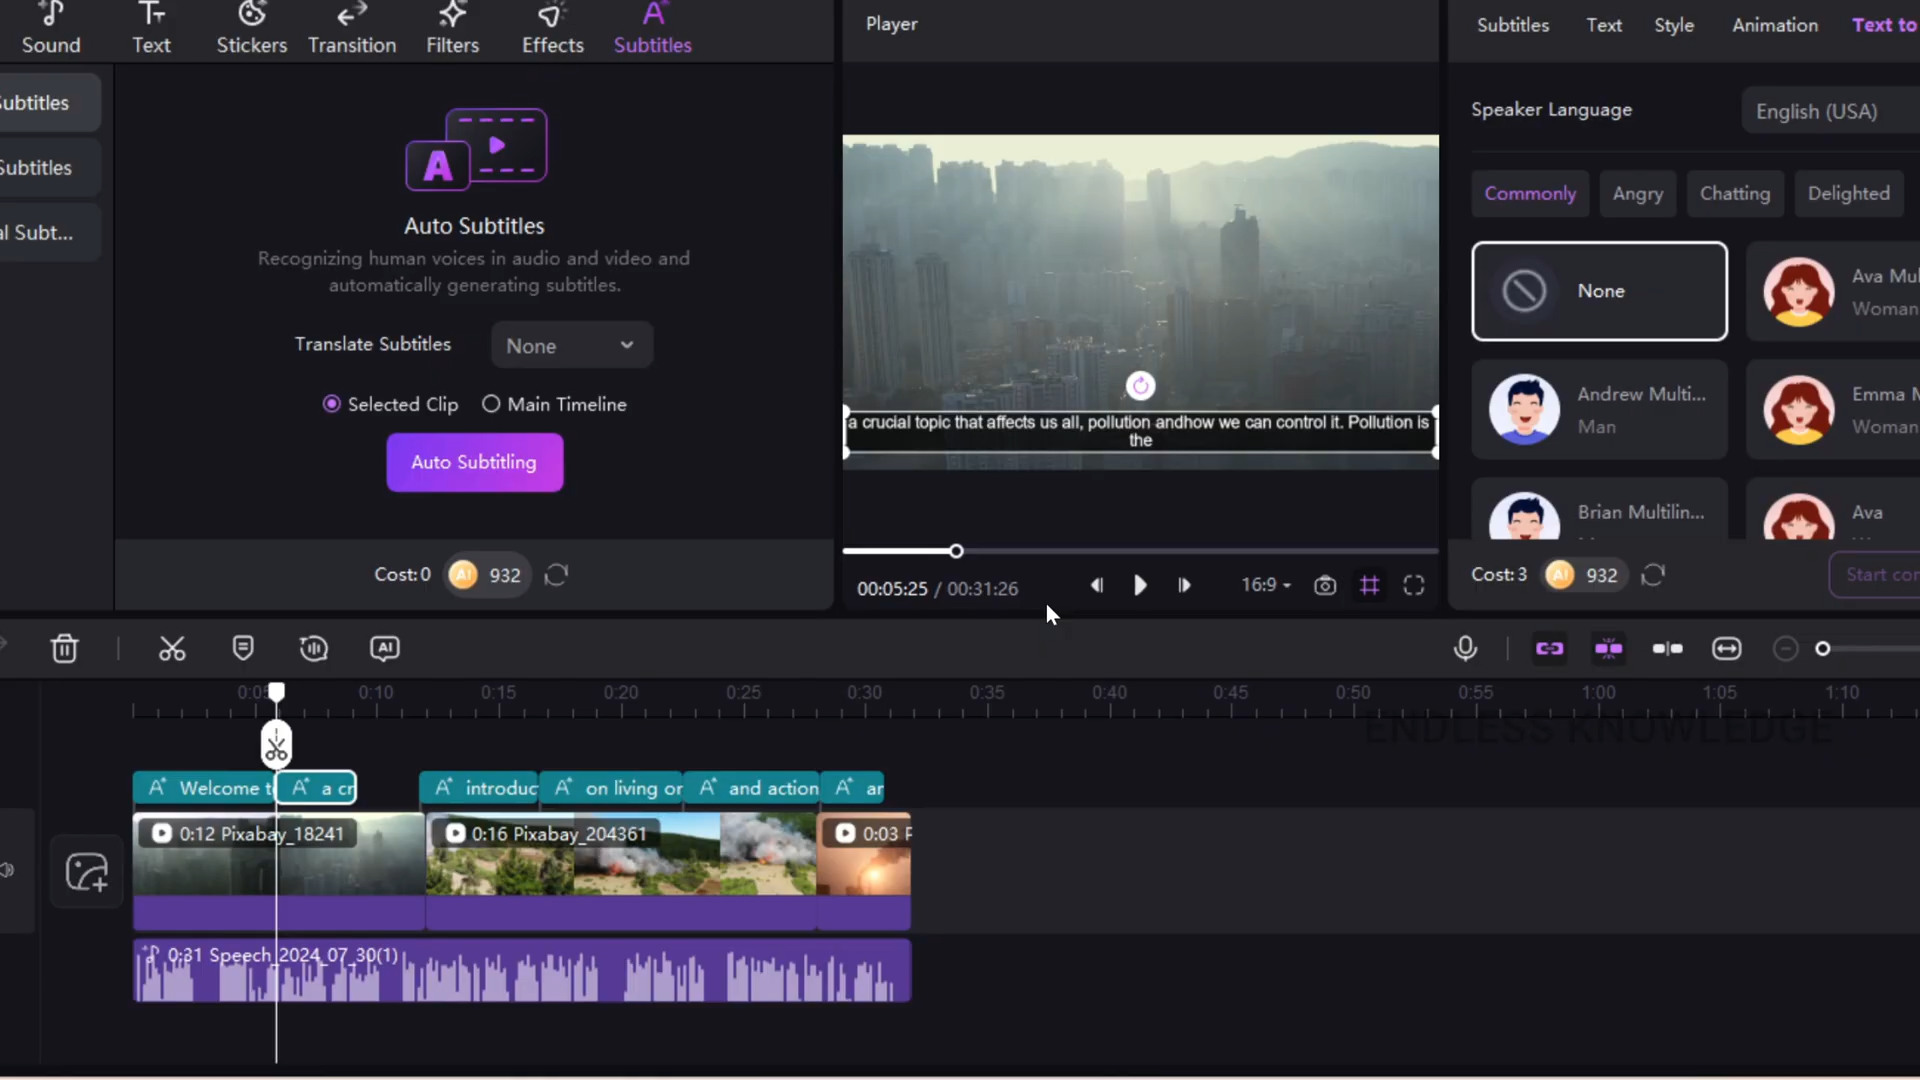 Sound
Text
Stickers
Transition
Filters
Effects
Subtitles
Subtitles
Subtitles
al Subt...
Auto Subtitles
Recognizing human voices in audio and video and
automatically generating subtitles.
Translate Subtitles
None
Selected Clip
Main Timeline
Auto Subtitling
Cost:0
AI
932
Player
a crucial topic that affects us all, pollution andhow we can control it. Pollution is
the
00:05:25 / 00:31:26
16:9
Subtitles
Text
Style
Animation
Text to
Speaker Language
English (USA)
Commonly
Angry
Chatting
Delighted
None
Ava Mul
Woman
Andrew Multi...
Man
Emma M
Woman
Brian Multilin...
Ava
Cost:3
AI
932
Start cor
AI
0:05
0:10
0:15
0:20
0:25
0:30
0:35
0:40
0:45
0:50
0:55
1:00
1:05
1:10
ENDLESS KNOWLEDGE
A Welcome t
A a cr
A introduc
A on living or
A and action
A ar
0:12 Pixabay_18241
0:16 Pixabay_204361
0:03 P
0:31 Speech_2024_07_30(1)